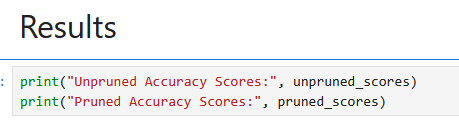 Results
: print("Unpruned Accuracy Scores:", unpruned_scores)
print("Pruned Accuracy Scores:", pruned_scores)